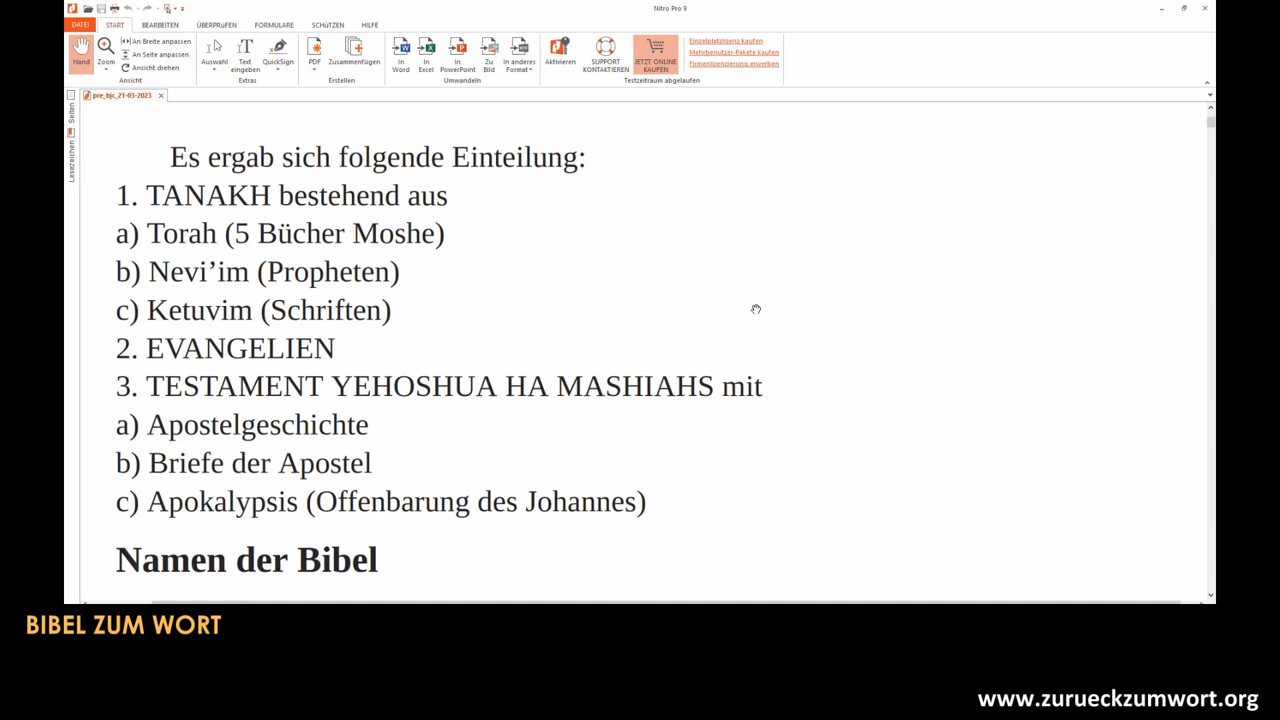 Nitro Pro 9
DATEI START BEARBEITEN ÜBERPRÜFEN FORMULARE SCHÜTZEN HILFE
Hand
Zoom
An Breite anpassen
An Seite anpassen
Ansicht drehen
Auswahl
Text eingeben
QuickSign
PDF
Zusammenfügen
In Word
In Excel
In PowerPoint
Zu Bild
In anderes Format
Aktivieren
SUPPORT KONTAKTIEREN
JETZT ONLINE KAUFEN
Einzelplatzlizenz kaufen
Mehrbenutzer-Pakete kaufen
Firmenlizenzierung erwerben
Ansicht Extras Erstellen Umwandeln Testzeitraum abgelaufen
pre_bjc_21-03-2023
Seiten
Lesezeichen
Es ergab sich folgende Einteilung:
1. TANAKH bestehend aus
a) Torah (5 Bücher Moshe)
b) Nevi’im (Propheten)
c) Ketuvim (Schriften)
2. EVANGELIEN
3. TESTAMENT YEHOSHUA HA MASHIAHS mit
a) Apostelgeschichte
b) Briefe der Apostel
c) Apokalypsis (Offenbarung des Johannes)
Namen der Bibel
BIBEL ZUM WORT
www.zurueckzumwort.org